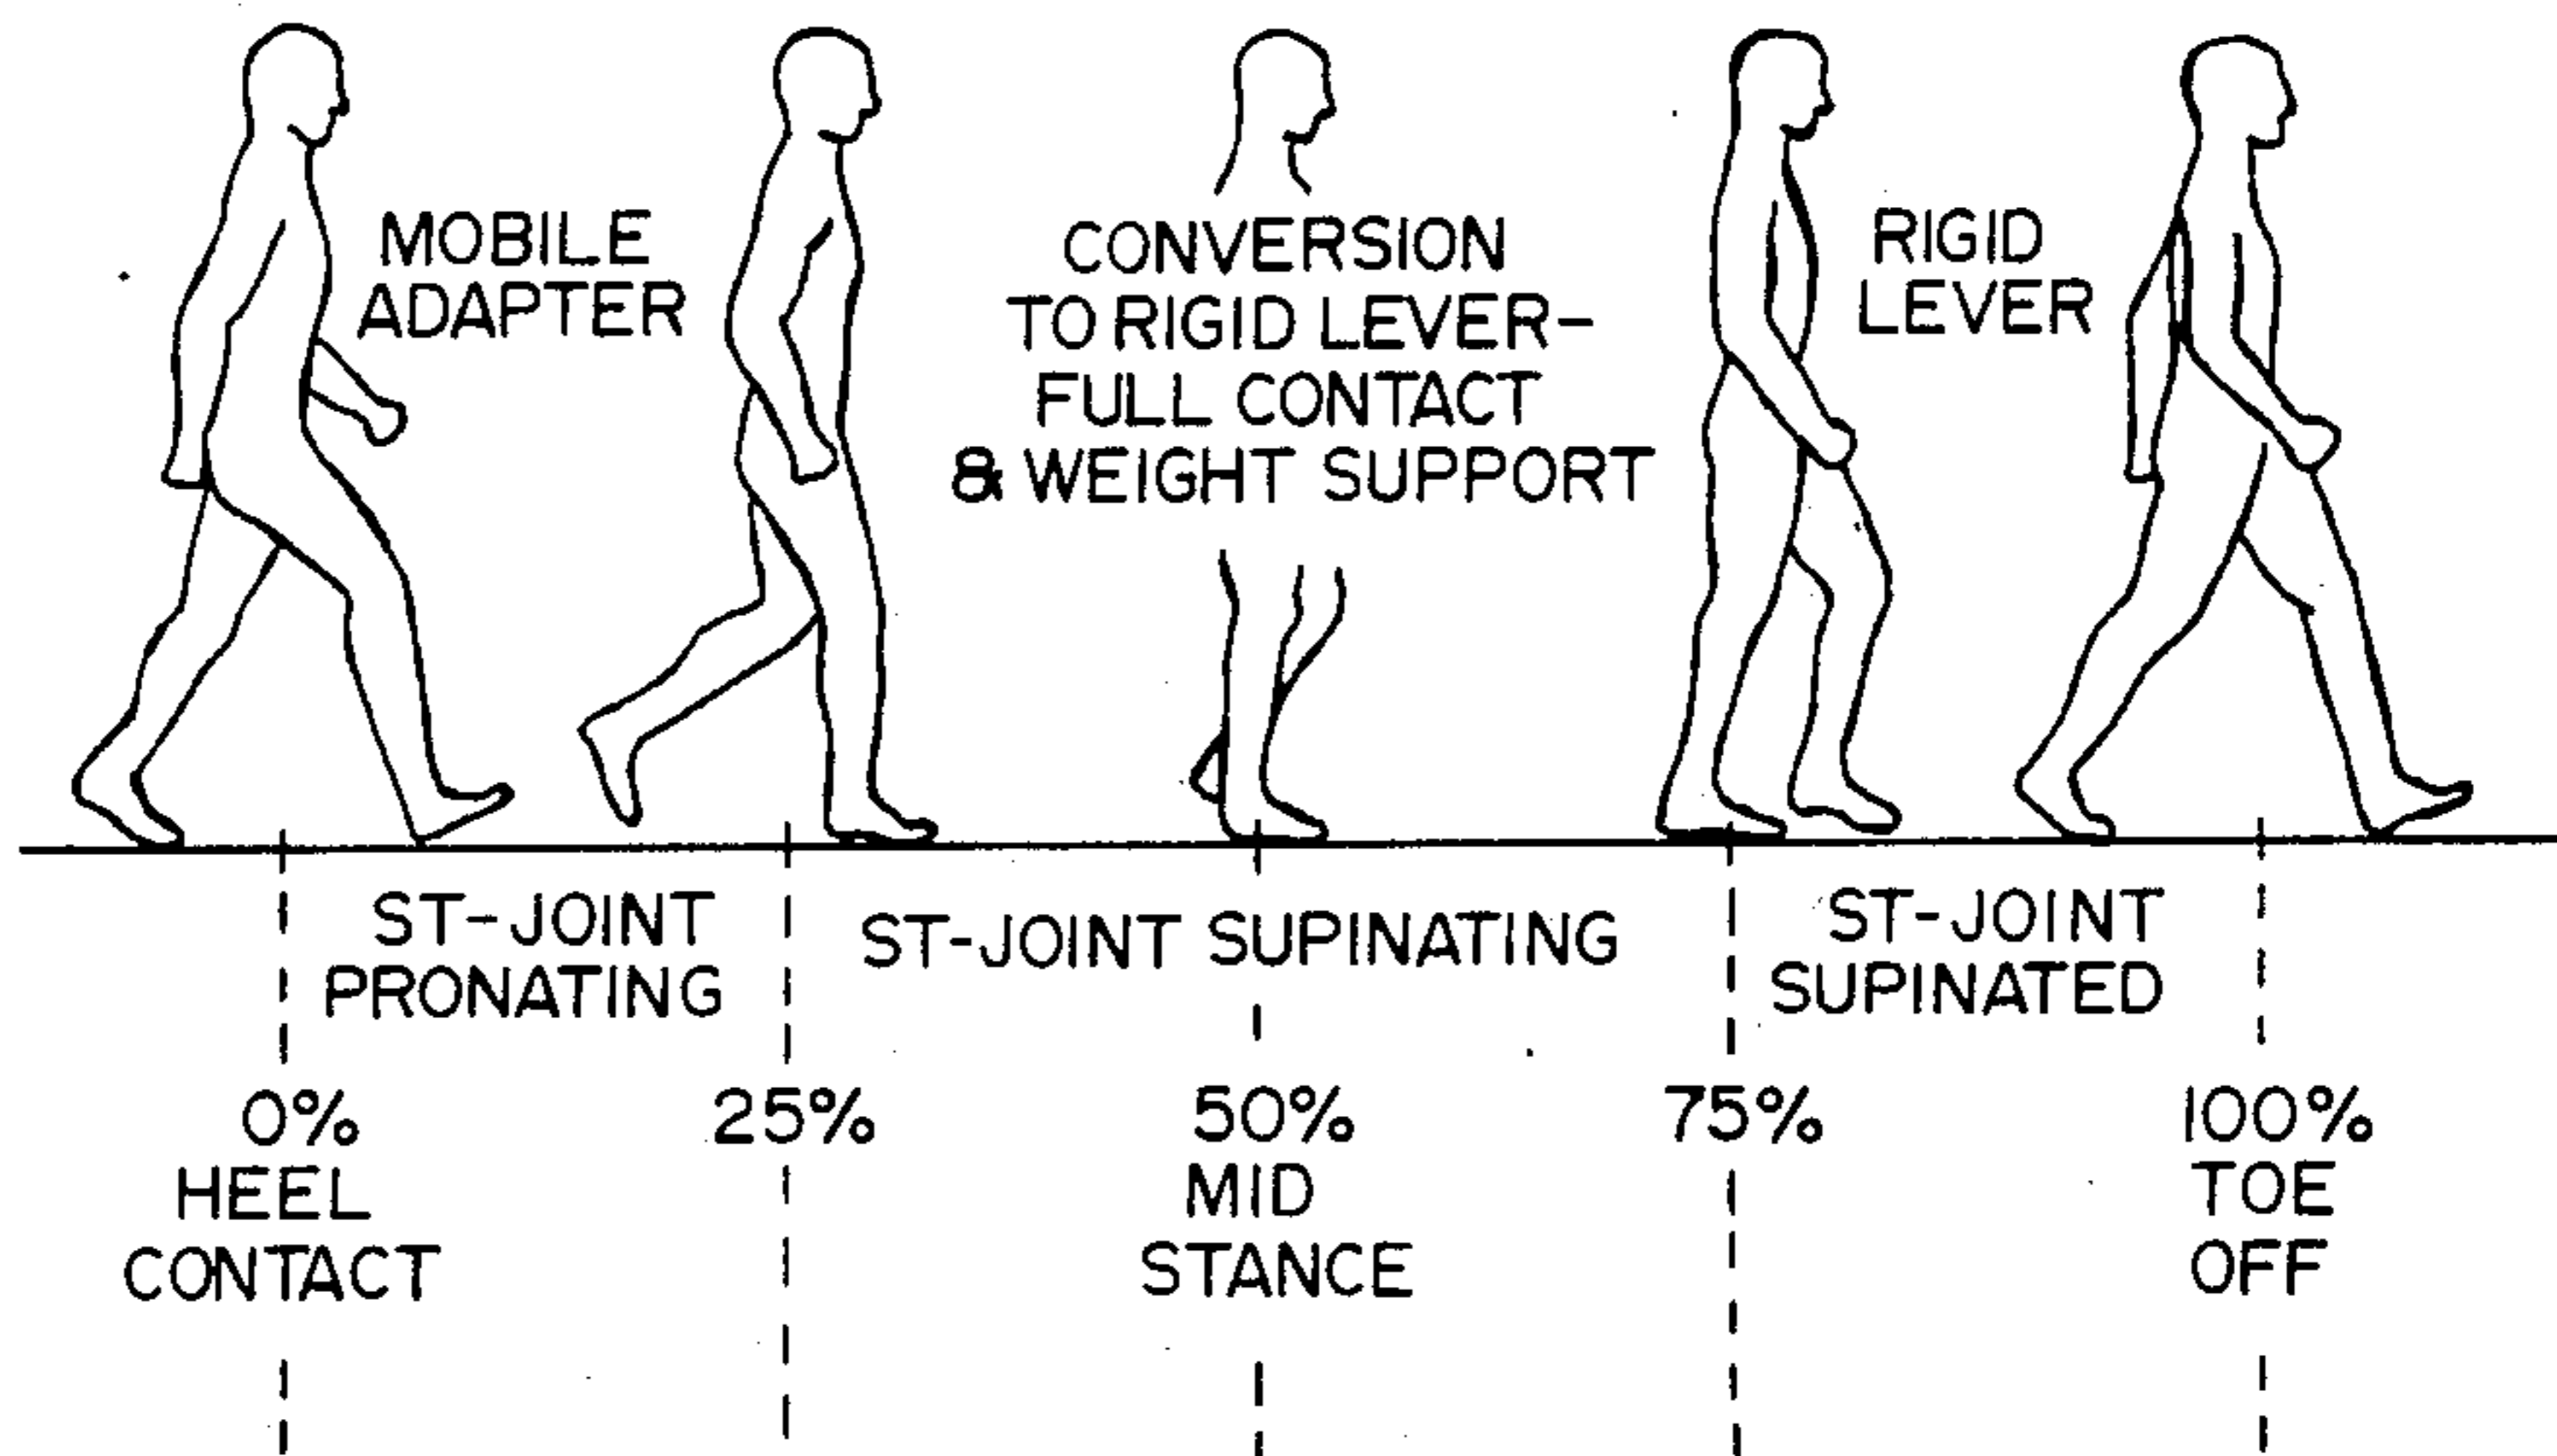 MOBILE
ADAPTER
CONVERSION
TO RIGID LEVER-
FULL CONTACT
& WEIGHT SUPPORT
RIGID
LEVER
ST-JOINT
PRONATING
ST-JOINT SUPINATING
ST-JOINT
SUPINATED
0%
HEEL
CONTACT
25%
50%
MID
STANCE
75%
100%
TOE
OFF